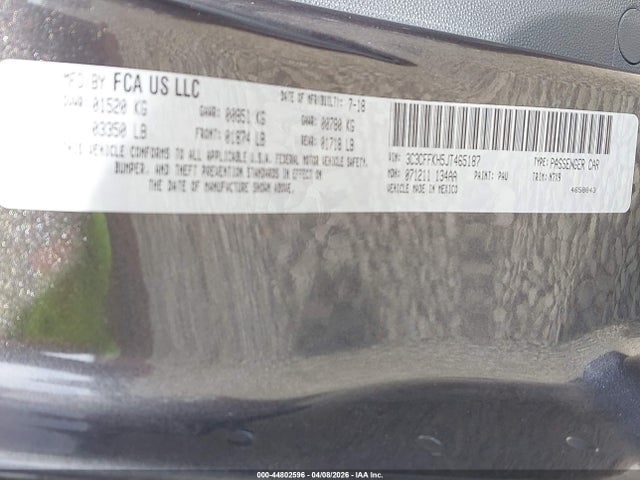 MFD BY FCA US LLC
DATE OF MFR/BUILT: 7-18
GVWR: 01520 KG GAWR: 00851 KG GAWR: 00780 KG
03350 LB FRONT: 01874 LB REAR: 01718 LB
THIS VEHICLE CONFORMS TO ALL APPLICABLE U.S.A. FEDERAL MOTOR VEHICLE SAFETY,
BUMPER, AND THEFT PREVENTION STANDARDS IN EFFECT ON
THE DATE OF MANUFACTURE SHOWN ABOVE.
VIN: 3C3CFFKH5JT465187 TYPE: PASSENGER CAR
MDH: 071211 134AA PAINT: PAU TRIM: MTX9
VEHICLE MADE IN MEXICO 4658643
000-44802596 - 04/08/2026 - IAA Inc.